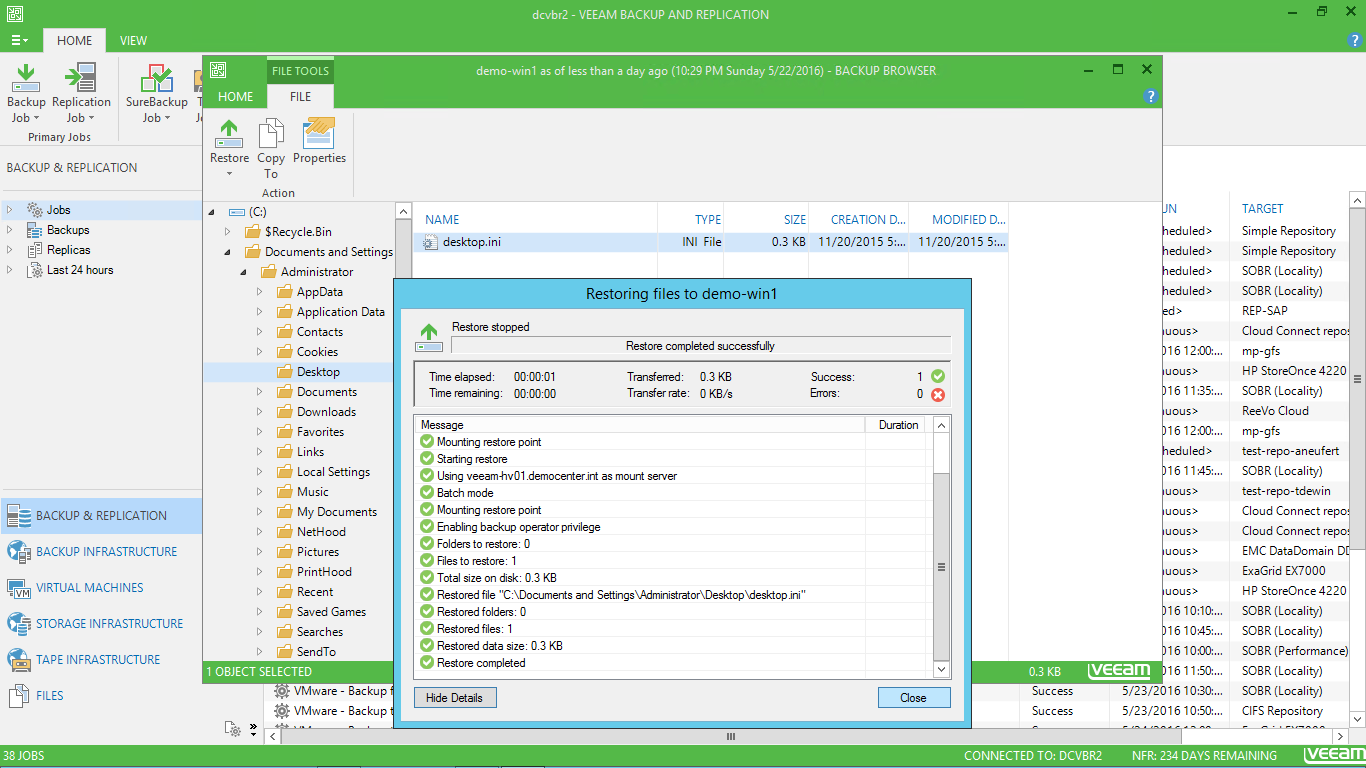 dcvbr2 - VEEAM BACKUP AND REPLICATION
HOME
VIEW
Backup Job
Replication Job
SureBackup Job
Primary Jobs
BACKUP & REPLICATION
Jobs
Backups
Replicas
Last 24 hours
BACKUP & REPLICATION
BACKUP INFRASTRUCTURE
VIRTUAL MACHINES
STORAGE INFRASTRUCTURE
TAPE INFRASTRUCTURE
FILES
FILE TOOLS
demo-win1 as of less than a day ago (10:29 PM Sunday 5/22/2016) - BACKUP BROWSER
HOME
FILE
Restore
Copy To
Properties
Action
(C:)
$Recycle.Bin
Documents and Settings
Administrator
AppData
Application Data
Contacts
Cookies
Desktop
Documents
Downloads
Favorites
Links
Local Settings
Music
My Documents
NetHood
Pictures
PrintHood
Recent
Saved Games
Searches
SendTo
NAME TYPE SIZE CREATION D... MODIFIED D...
desktop.ini INI File 0.3 KB 11/20/2015 5:... 11/20/2015 5:...
1 OBJECT SELECTED
0.3 KB
veeam
Restoring files to demo-win1
Restore stopped
Restore completed successfully
Time elapsed: 00:00:01 Transferred: 0.3 KB Success: 1
Time remaining: 00:00:00 Transfer rate: 0 KB/s Errors: 0
Message Duration
Mounting restore point
Starting restore
Using veeam-hv01.democenter.int as mount server
Batch mode
Mounting restore point
Enabling backup operator privilege
Folders to restore: 0
Files to restore: 1
Total size on disk: 0.3 KB
Restored file "C:\Documents and Settings\Administrator\Desktop\desktop.ini"
Restored folders: 0
Restored files: 1
Restored data size: 0.3 KB
Restore completed
Hide Details
Close
UN TARGET
heduled> Simple Repository
heduled> Simple Repository
heduled> SOBR (Locality)
heduled> SOBR (Locality)
ed> REP-SAP
nuous> Cloud Connect repos
016 12:00:... mp-gfs
nuous> HP StoreOnce 4220
016 11:35:... SOBR (Locality)
nuous> ReeVo Cloud
016 12:00:... mp-gfs
heduled> test-repo-aneufert
016 11:45:... SOBR (Locality)
nuous> test-repo-tdewin
nuous> Cloud Connect repos
nuous> Cloud Connect repos
nuous> EMC DataDomain DD
nuous> ExaGrid EX7000
nuous> HP StoreOnce 4220
016 10:10:... SOBR (Locality)
016 10:45:... SOBR (Locality)
016 10:00:... SOBR (Performance)
016 11:50:... SOBR (Locality)
VMware - Backup f Success 5/23/2016 10:30:... SOBR (Locality)
VMware - Backup t Success 5/23/2016 10:50:... CIFS Repository
38 JOBS
CONNECTED TO: DCVBR2
NFR: 234 DAYS REMAINING
veeam